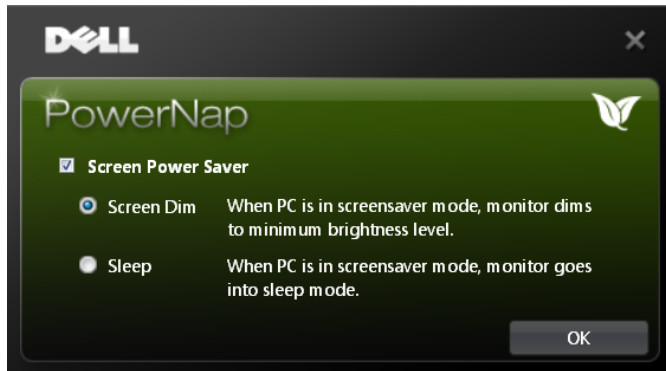 DELL
PowerNap
Screen Power Saver
Screen Dim When PC is in screensaver mode, monitor dims
to minimum brightness level.
Sleep When PC is in screensaver mode, monitor goes
into sleep mode.
OK